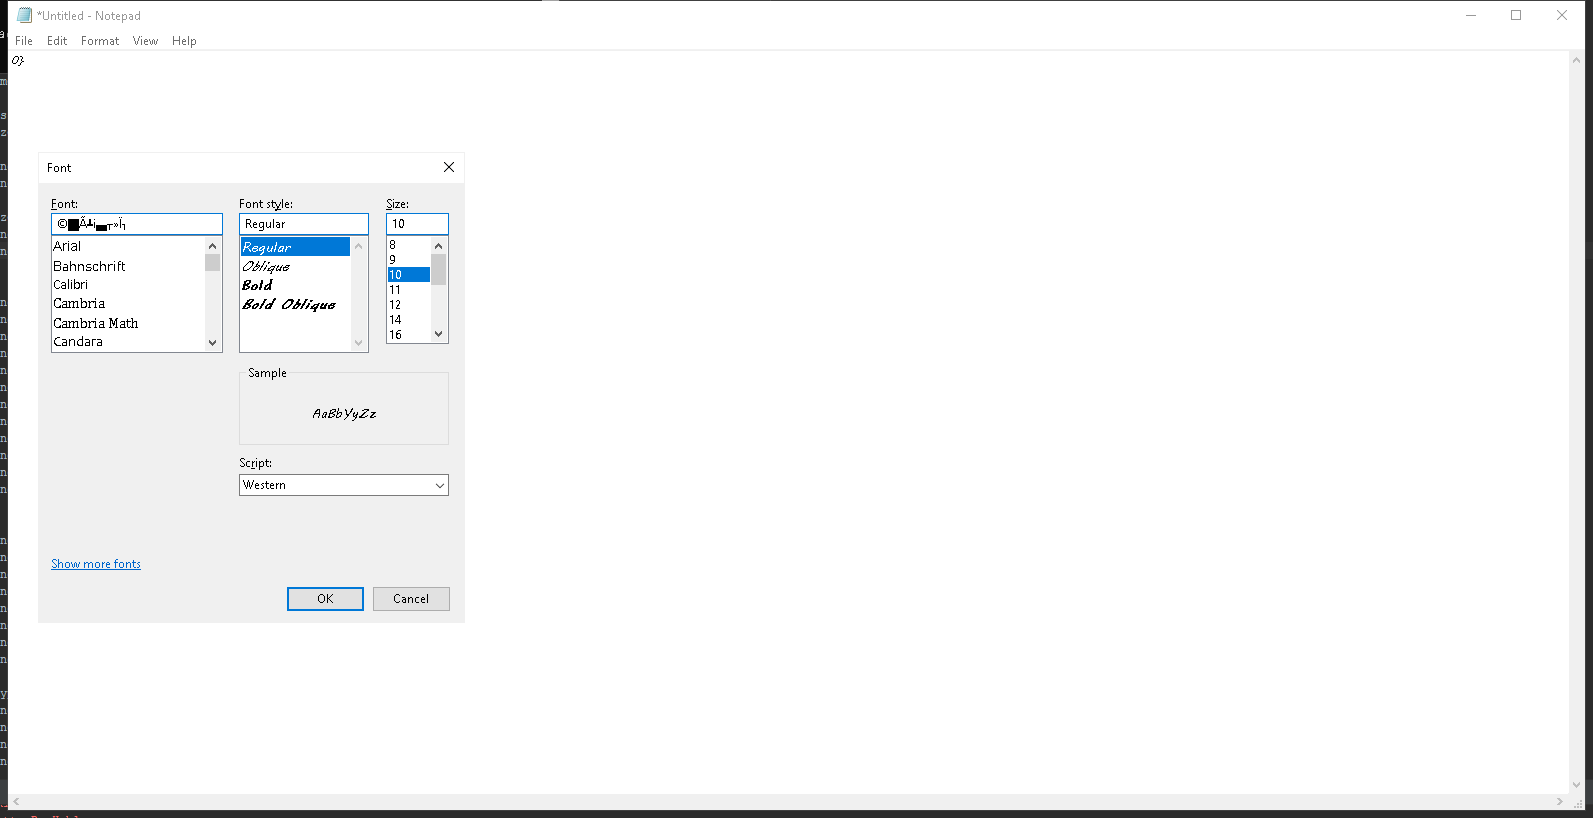 *Untitled - Notepad
File Edit Format View Help
O}
Font
Font: Font style: Size:
Regular 10
Arial
Bahnschrift
Calibri
Cambria
Cambria Math
Candara
Regular
Oblique
Bold
Bold Oblique
8
9
10
11
12
14
16
Sample
AaBbYyZz
Script:
Western
Show more fonts
OK Cancel